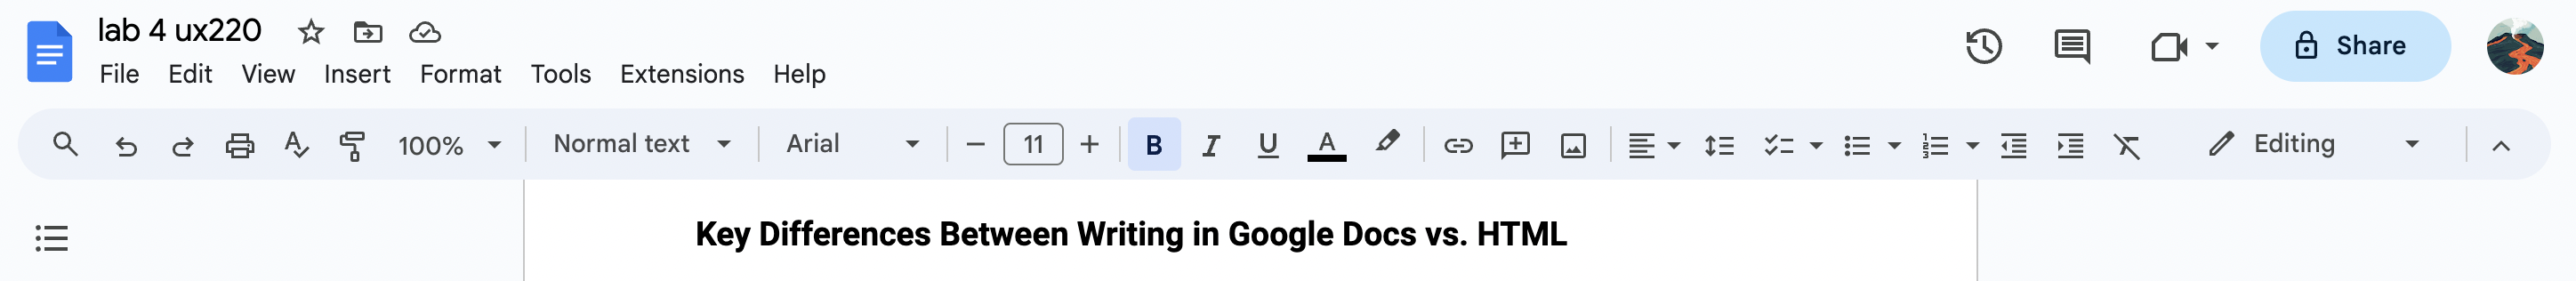 lab 4 ux220
File Edit View Insert Format Tools Extensions Help
Share
100% Normal text Arial 11 B I U A Editing
Key Differences Between Writing in Google Docs vs. HTML